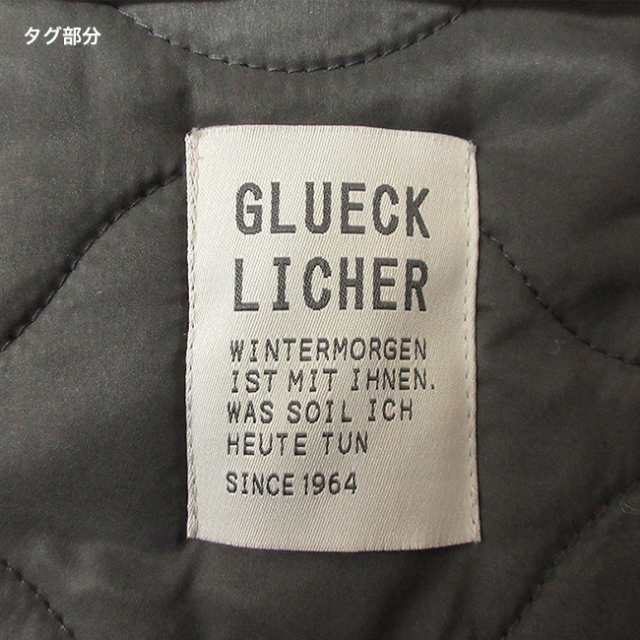 タグ部分
GLUECK
LICHER
WINTERMORGEN
IST MIT IHNEN.
WAS SOIL ICH
HEUTE TUN
SINCE 1964